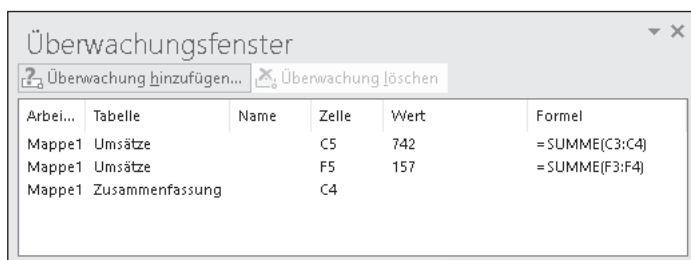 Überwachungsfenster
Überwachung hinzufügen... Überwachung löschen
Arbei... Tabelle Name Zelle Wert Formel
Mappe1 Umsätze C5 742 =SUMME(C3:C4)
Mappe1 Umsätze F5 157 =SUMME(F3:F4)
Mappe1 Zusammenfassung C4